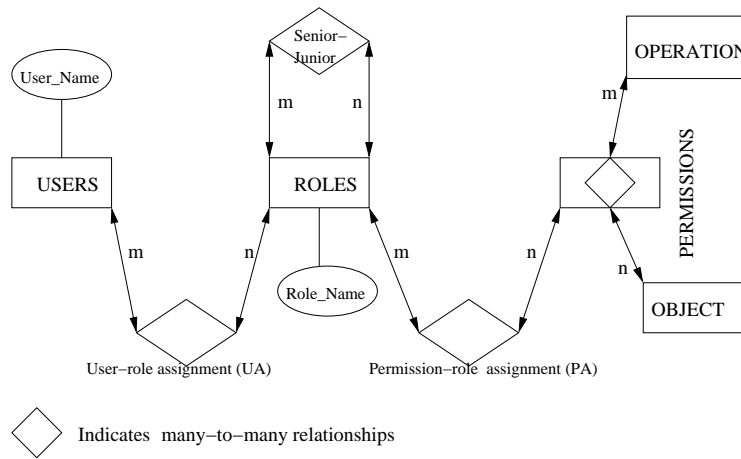 Senior–
Junior
OPERATION
User_Name
m
n
m
PERMISSIONS
USERS
ROLES
m
n
m
n
n
Role_Name
OBJECT
User–role assignment (UA)
Permission–role assignment (PA)
Indicates many–to–many relationships